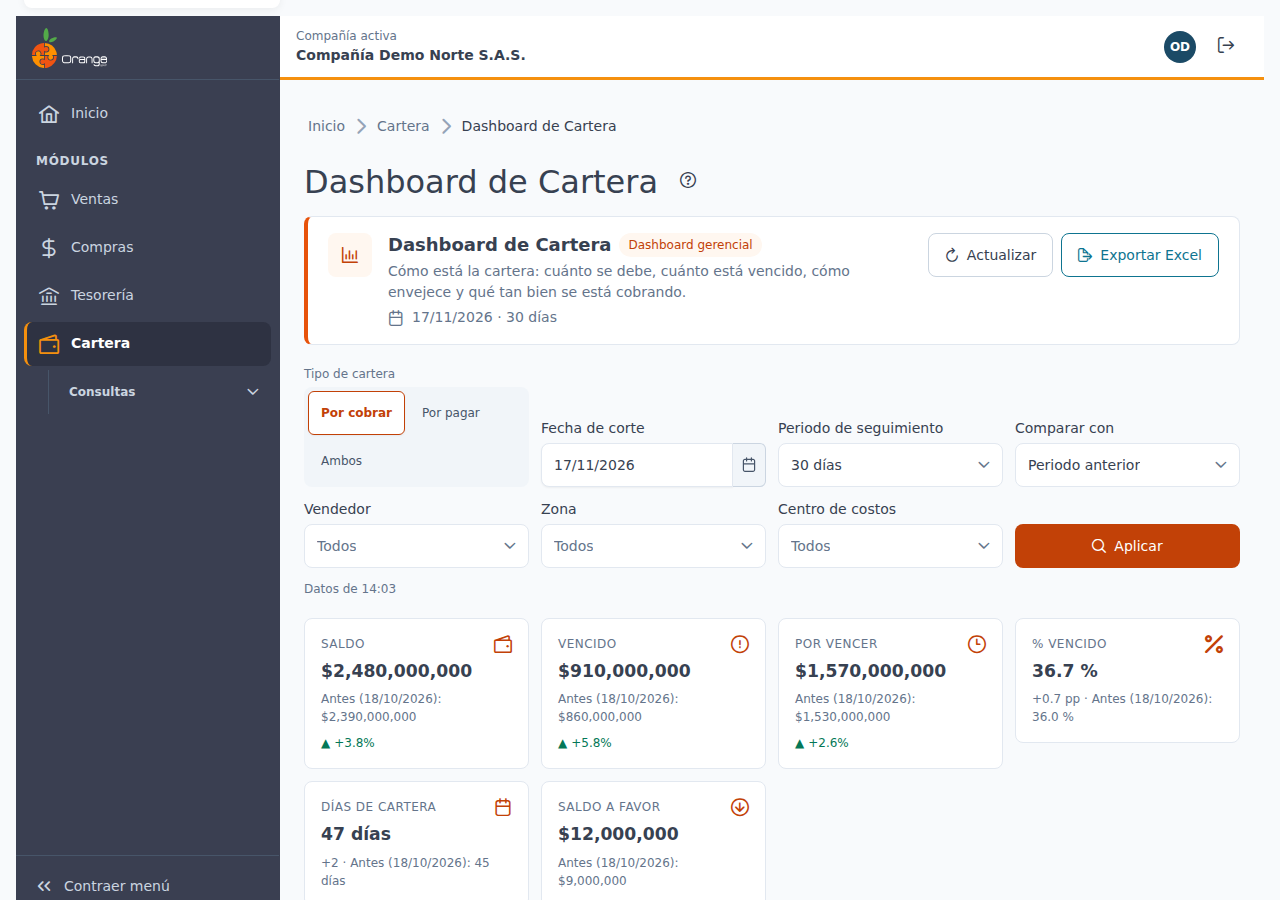 Orange
Compañía activa
Compañía Demo Norte S.A.S.
OD
Inicio
MÓDULOS
Ventas
Compras
Tesorería
Cartera
Consultas
Contraer menú
Inicio
Cartera
Dashboard de Cartera
Dashboard de Cartera
Dashboard de Cartera
Dashboard gerencial
Cómo está la cartera: cuánto se debe, cuánto está vencido, cómo
envejece y qué tan bien se está cobrando.
17/11/2026 · 30 días
Actualizar
Exportar Excel
Tipo de cartera
Por cobrar
Por pagar
Ambos
Fecha de corte
17/11/2026
Periodo de seguimiento
30 días
Comparar con
Periodo anterior
Vendedor
Todos
Zona
Todos
Centro de costos
Todos
Aplicar
Datos de 14:03
SALDO
$2,480,000,000
Antes (18/10/2026):
$2,390,000,000
▲ +3.8%
VENCIDO
$910,000,000
Antes (18/10/2026):
$860,000,000
▲ +5.8%
POR VENCER
$1,570,000,000
Antes (18/10/2026):
$1,530,000,000
▲ +2.6%
% VENCIDO
36.7 %
+0.7 pp · Antes (18/10/2026):
36.0 %
DÍAS DE CARTERA
47 días
+2 · Antes (18/10/2026): 45
días
SALDO A FAVOR
$12,000,000
Antes (18/10/2026):
$9,000,000